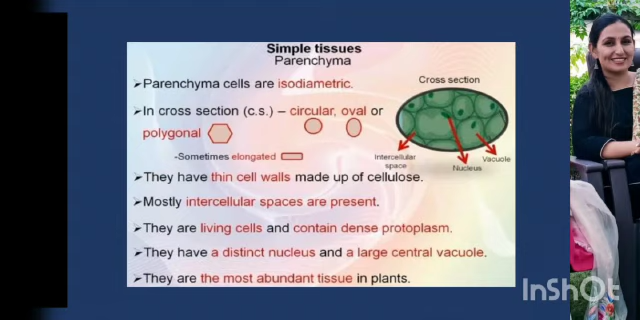 Simple tissues
Parenchyma
➢Parenchyma cells are isodiametric.
➢In cross section (c.s.) – circular, oval or
polygonal
-Sometimes elongated
Cross section
Intercellular
space
Nucleus
Vacuole
➢They have thin cell walls made up of cellulose.
➢Mostly intercellular spaces are present.
➢They are living cells and contain dense protoplasm.
➢They have a distinct nucleus and a large central vacuole.
➢They are the most abundant tissue in plants.
InShOt